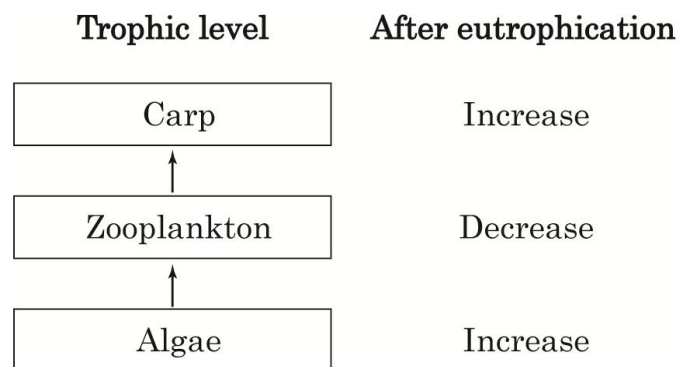 Trophic level After eutrophication
Carp Increase
Zooplankton Decrease
Algae Increase